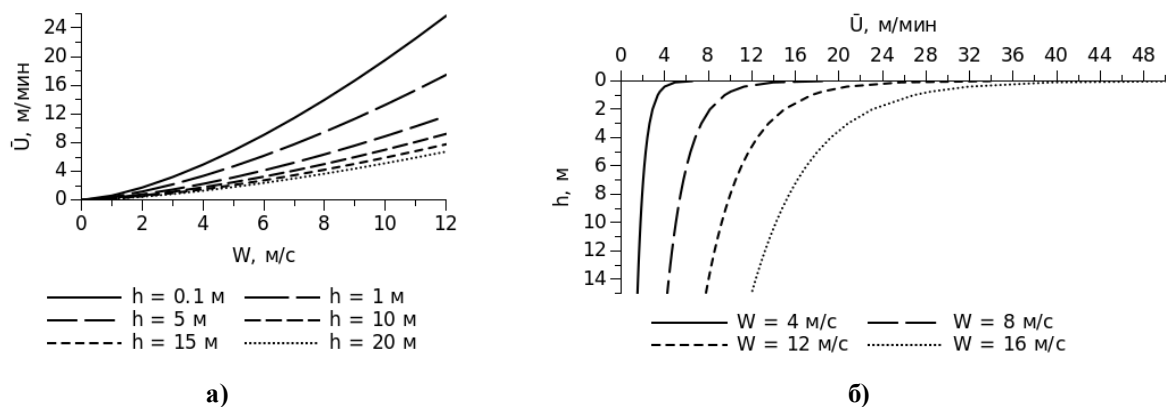 24
20
16
12
8
4
0
Ū, м/мин
0 2 4 6 8 10 12
W, м/с
h = 0.1 м h = 1 м
h = 5 м h = 10 м
h = 15 м h = 20 м
а)
Ū, м/мин
0 4 8 12 16 20 24 28 32 36 40 44 48
0
2
4
6
8
10
12
14
h, м
W = 4 м/с W = 8 м/с
W = 12 м/с W = 16 м/с
б)